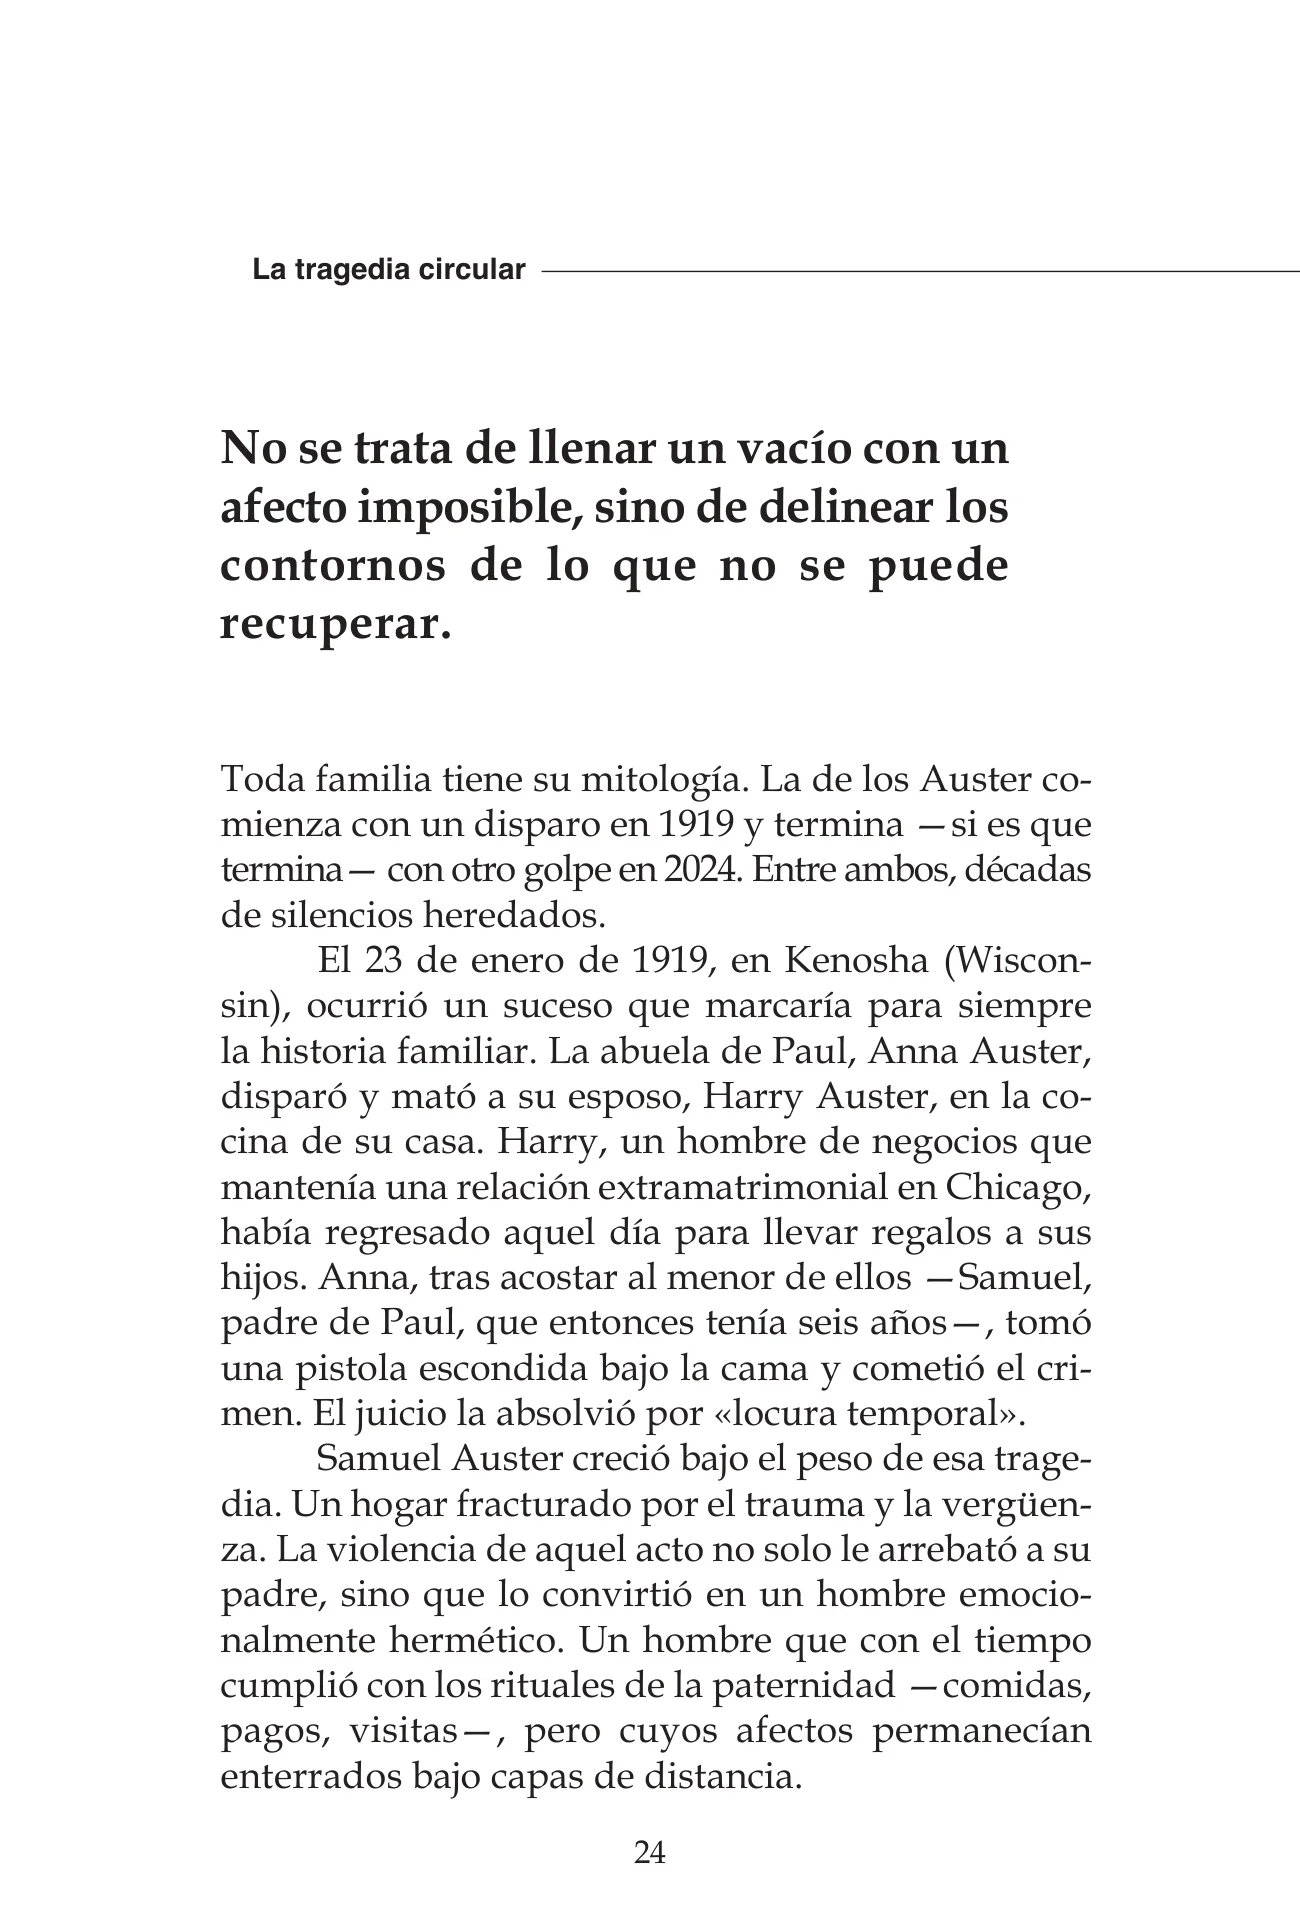 La tragedia circular
No se trata de llenar un vacío con un
afecto imposible, sino de delinear los
contornos de lo que no se puede
recuperar.
Toda familia tiene su mitología. La de los Auster co-
mienza con un disparo en 1919 y termina —si es que
termina— con otro golpe en 2024. Entre ambos, décadas
de silencios heredados.
El 23 de enero de 1919, en Kenosha (Wiscon-
sin), ocurrió un suceso que marcaría para siempre
la historia familiar. La abuela de Paul, Anna Auster,
disparó y mató a su esposo, Harry Auster, en la co-
cina de su casa. Harry, un hombre de negocios que
mantenía una relación extramatrimonial en Chicago,
había regresado aquel día para llevar regalos a sus
hijos. Anna, tras acostar al menor de ellos —Samuel,
padre de Paul, que entonces tenía seis años—, tomó
una pistola escondida bajo la cama y cometió el cri-
men. El juicio la absolvió por «locura temporal».
Samuel Auster creció bajo el peso de esa trage-
dia. Un hogar fracturado por el trauma y la vergüen-
za. La violencia de aquel acto no solo le arrebató a su
padre, sino que lo convirtió en un hombre emocio-
nalmente hermético. Un hombre que con el tiempo
cumplió con los rituales de la paternidad —comidas,
pagos, visitas—, pero cuyos afectos permanecían
enterrados bajo capas de distancia.
24